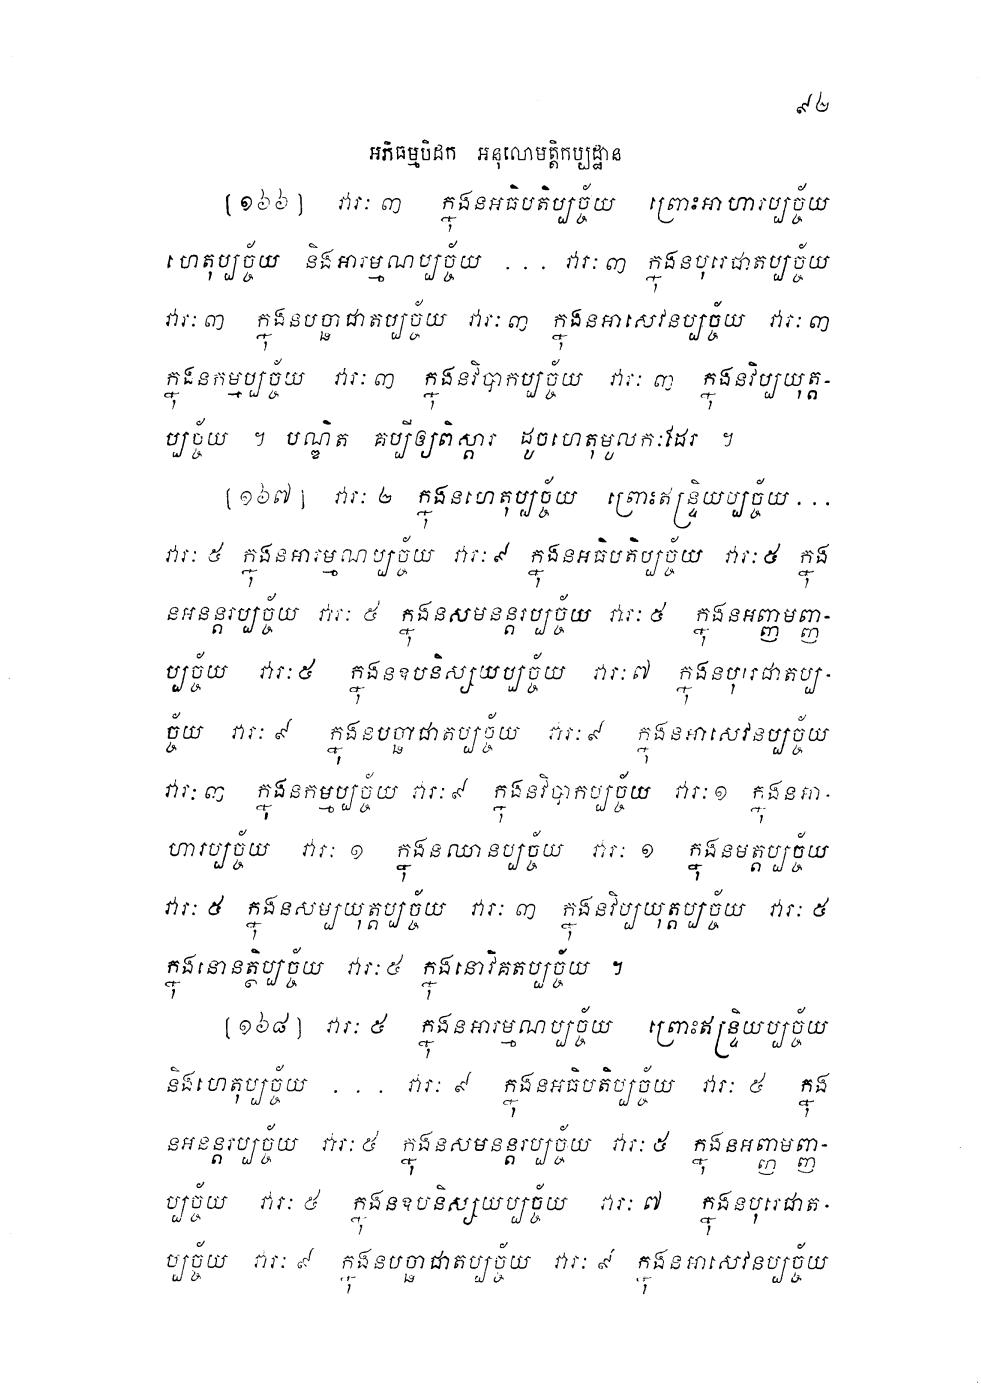 ៩២
អភិធម្មបិដក អនុលោមត្តិកប្បដ្ឋាន
[១៦៦] វារៈ ៣ ក្នុងនអធិបតិប្បច្ច័យ ព្រោះអាហារប្បច្ច័យ
ហេតុប្បច្ច័យ និងអារម្មណប្បច្ច័យ ... វារៈ ៣ ក្នុងនបុរេជាតប្បច្ច័យ
វារៈ ៣ ក្នុងនបច្ឆាជាតប្បច្ច័យ វារៈ ៣ ក្នុងនអាសេវនប្បច្ច័យ វារៈ ៣
ក្នុងនកម្មប្បច្ច័យ វារៈ ៣ ក្នុងនវិបាកប្បច្ច័យ វារៈ ៣ ក្នុងនវិប្បយុត្ត-
ប្បច្ច័យ ។ បណ្ឌិត គប្បីឲ្យពិស្តារ ដូចហេតុមូលកៈដែរ ។
[១៦៧] វារៈ ២ ក្នុងនហេតុប្បច្ច័យ ព្រោះឥន្ទ្រិយប្បច្ច័យ ...
វារៈ ៥ ក្នុងនអារម្មណប្បច្ច័យ វារៈ ៩ ក្នុងនអធិបតិប្បច្ច័យ វារៈ ៥ ក្នុង
នអនន្តរប្បច្ច័យ វារៈ ៥ ក្នុងនសមនន្តរប្បច្ច័យ វារៈ ៥ ក្នុងនអញ្ញាមញ្ញ-
ប្បច្ច័យ វារៈ ៥ ក្នុងនឧបនិស្សយប្បច្ច័យ វារៈ ៧ ក្នុងនបុរេជាតប្ប-
ច្ច័យ វារៈ ៩ ក្នុងនបច្ឆាជាតប្បច្ច័យ វារៈ ៩ ក្នុងនអាសេវនប្បច្ច័យ
វារៈ ៣ ក្នុងនកម្មប្បច្ច័យ វារៈ ៩ ក្នុងនវិបាកប្បច្ច័យ វារៈ ១ ក្នុងនអា-
ហារប្បច្ច័យ វារៈ ១ ក្នុងនឈានប្បច្ច័យ វារៈ ១ ក្នុងនមគ្គប្បច្ច័យ
វារៈ ៥ ក្នុងនសម្បយុត្តប្បច្ច័យ វារៈ ៣ ក្នុងនវិប្បយុត្តប្បច្ច័យ វារៈ ៥
ក្នុងនោនត្ថិប្បច្ច័យ វារៈ ៥ ក្នុងនោវិគតប្បច្ច័យ ។
[១៦៨] វារៈ ៥ ក្នុងនអារម្មណប្បច្ច័យ ព្រោះឥន្ទ្រិយប្បច្ច័យ
និងហេតុប្បច្ច័យ ... វារៈ ៩ ក្នុងនអធិបតិប្បច្ច័យ វារៈ ៥ ក្នុង
នអនន្តរប្បច្ច័យ វារៈ ៥ ក្នុងនសមនន្តរប្បច្ច័យ វារៈ ៥ ក្នុងនអញ្ញាមញ្ញ-
ប្បច្ច័យ វារៈ ៥ ក្នុងនឧបនិស្សយប្បច្ច័យ វារៈ ៧ ក្នុងនបុរេជាត-
ប្បច្ច័យ វារៈ ៩ ក្នុងនបច្ឆាជាតប្បច្ច័យ វារៈ ៩ ក្នុងនអាសេវនប្បច្ច័យ